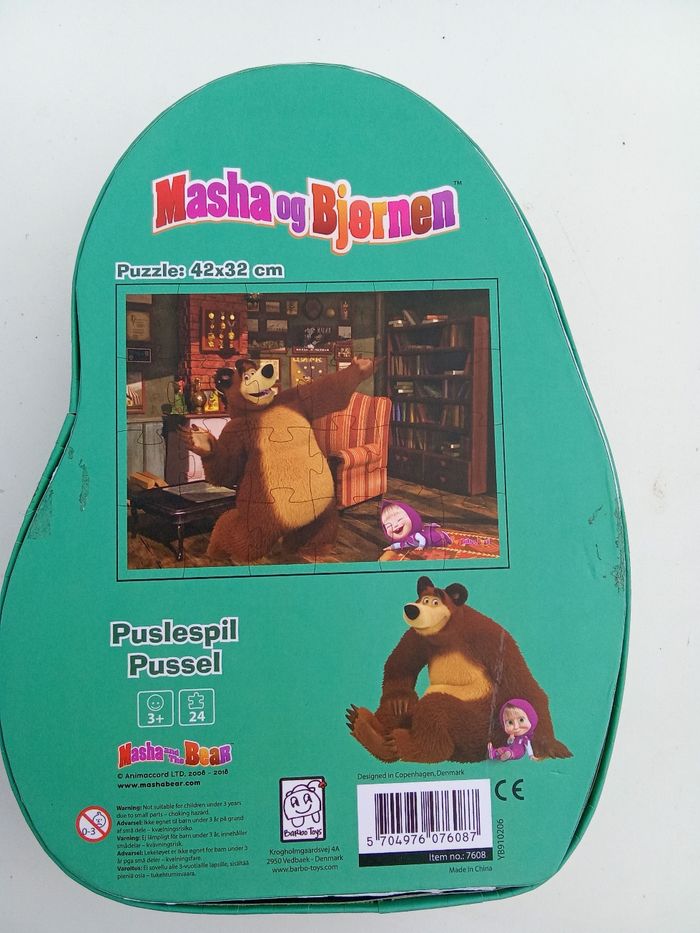 Masha og Bjørnen™
Puzzle: 42x32 cm
Puslespil
Pussel
3+
24
Masha and The Bear
© Animaccord LTD, 2008 - 2018
www.mashabear.com
Designed in Copenhagen, Denmark
0-3
Warning: Not suitable for children under 3 years
due to small parts – choking hazard.
Advarsel: Ikke egnet til børn under 3 år på grund
af små dele – kvælningsrisiko.
Varning: Ej lämpligt för barn under 3 år, innehåller
smådelar – kvävningsrisk.
Advarsel: Leketøyet er ikke egnet for barn under 3
år pga små deler – kvelningsfare.
Varoitus: Ei sovellu alle 3-vuotiaille lapsille, sisältää
pieniä osia – tukehtumisvaara.
Barbo Toys
Krogholmgaardsvej 4A
2950 Vedbæk - Denmark
www.barbo-toys.com
5 704976 076087
Item no.: 7608
Made in China
CE
YB910206